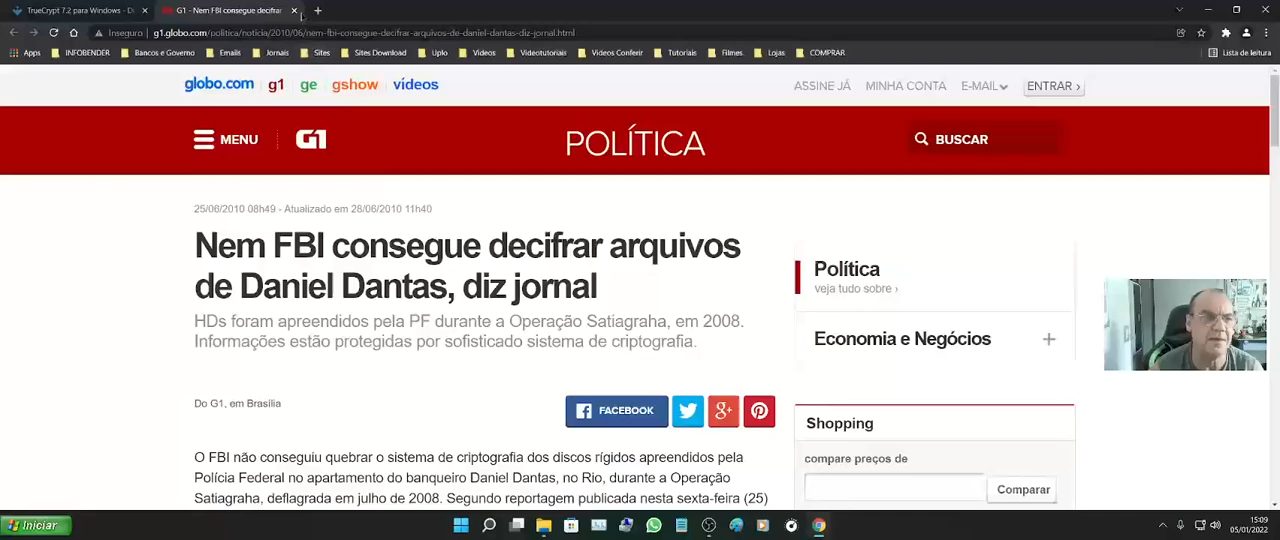 TrueCrypt 7.2 para Windows - D
G1 - Nem FBI consegue decifrar
Inseguro | g1.globo.com/politica/noticia/2010/06/nem-fbi-consegue-decifrar-arquivos-de-daniel-dantas-diz-jornal.html
Apps INFOBENDER Bancos e Governo Email Jornais Sites Sites Download Uplo Videos Videotutoriais Videos Conferir Tutoriais Filmes Lojas COMPRAR Lista de leitura
globo.com g1 ge gshow vídeos ASSINE JÁ MINHA CONTA E-MAIL ENTRAR ›
MENU G1 POLÍTICA BUSCAR
25/06/2010 08h49 - Atualizado em 28/06/2010 11h40
Nem FBI consegue decifrar arquivos
de Daniel Dantas, diz jornal
HDs foram apreendidos pela PF durante a Operação Satiagraha, em 2008.
Informações estão protegidas por sofisticado sistema de criptografia.
Do G1, em Brasília
FACEBOOK
O FBI não conseguiu quebrar o sistema de criptografia dos discos rígidos apreendidos pela
Polícia Federal no apartamento do banqueiro Daniel Dantas, no Rio, durante a Operação
Satiagraha, deflagrada em julho de 2008. Segundo reportagem publicada nesta sexta-feira (25)
Política
veja tudo sobre ›
Economia e Negócios +
Shopping
compare preços de
Comparar
Iniciar
15:09
05/01/2022